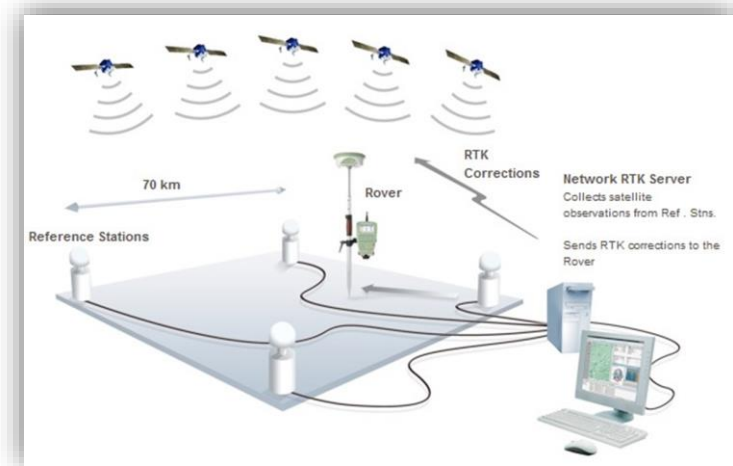 RTK
Corrections
70 km
Rover
Network RTK Server
Collects satellite
observations from Ref . Stns.
Sends RTK corrections to the
Rover
Reference Stations